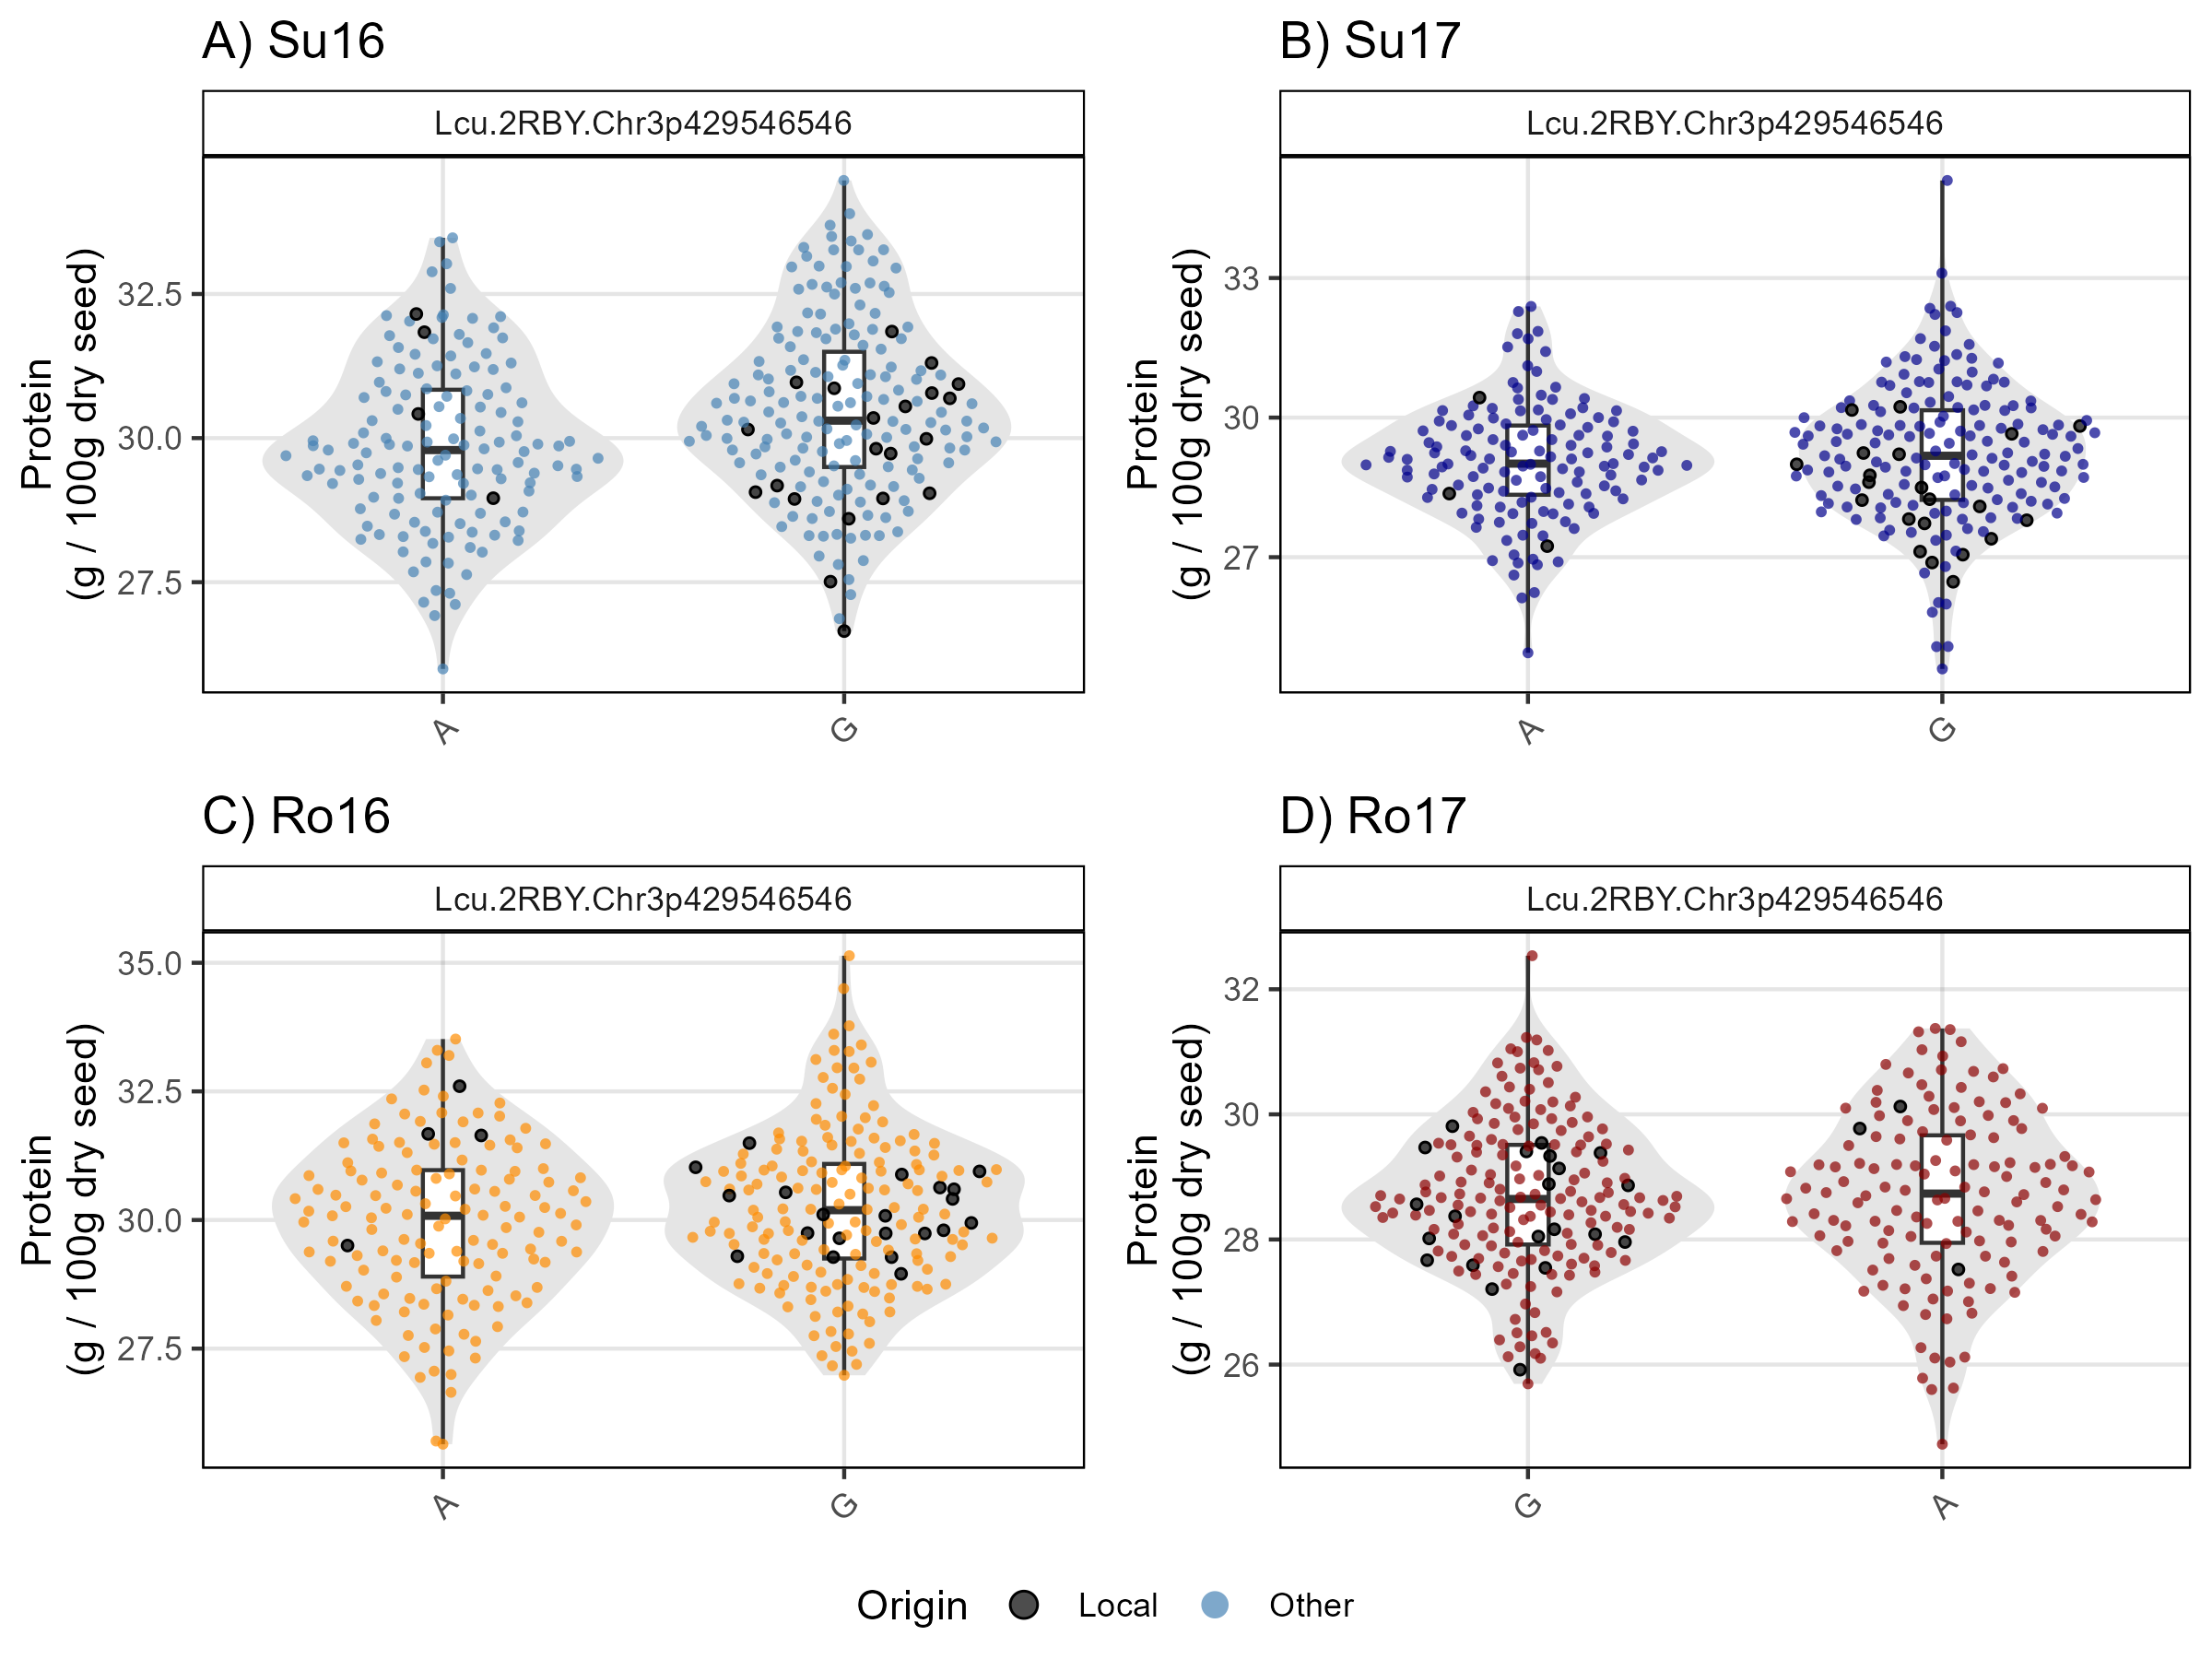 A) Su16
Lcu.2RBY.Chr3p429546546
Protein
(g / 100g dry seed)
32.5
30.0
27.5
A
G
B) Su17
Lcu.2RBY.Chr3p429546546
Protein
(g / 100g dry seed)
33
30
27
A
G
C) Ro16
Lcu.2RBY.Chr3p429546546
Protein
(g / 100g dry seed)
35.0
32.5
30.0
27.5
A
G
D) Ro17
Lcu.2RBY.Chr3p429546546
Protein
(g / 100g dry seed)
32
30
28
26
G
A
Origin Local Other